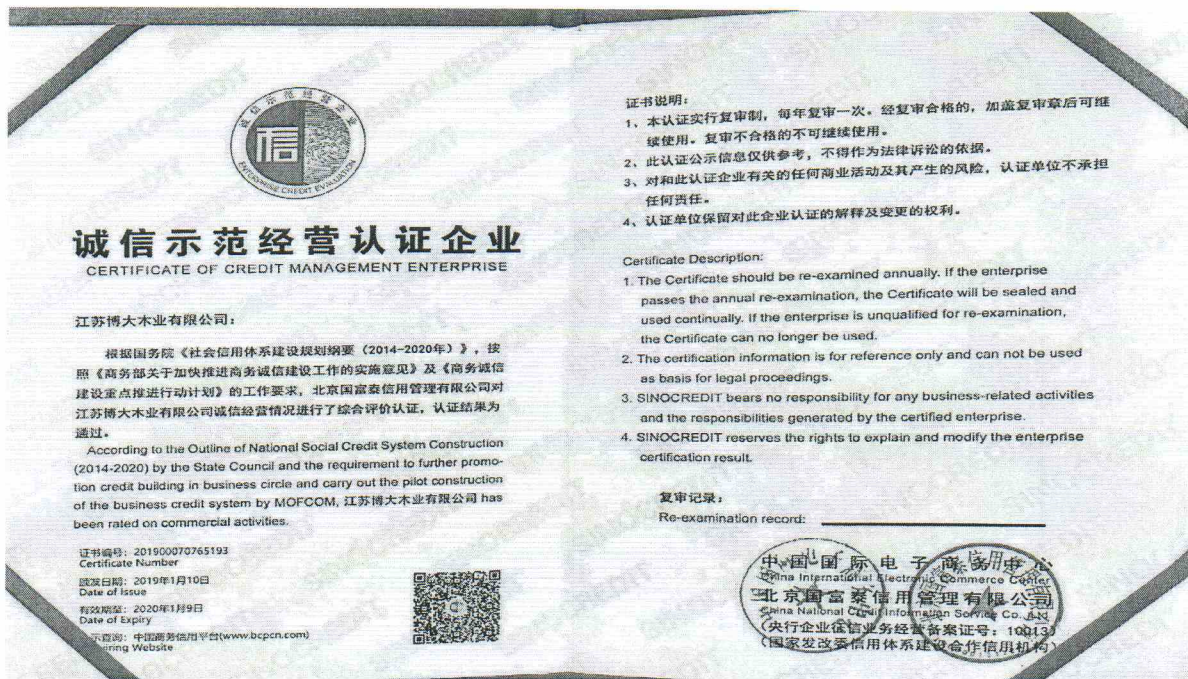 诚信示范经营企业
信
ENTERPRISE CREDIT EVALUATION
诚信示范经营认证企业
CERTIFICATE OF CREDIT MANAGEMENT ENTERPRISE
江苏博大木业有限公司：
根据国务院《社会信用体系建设规划纲要（2014-2020年）》，按
照《商务部关于加快推进商务诚信建设工作的实施意见》及《商务诚信
建设重点推进行动计划》的工作要求，北京国富泰信用管理有限公司对
江苏博大木业有限公司诚信经营情况进行了综合评价认证，认证结果为
通过。
According to the Outline of National Social Credit System Construction
(2014-2020) by the State Council and the requirement to further promo-
tion credit building in business circle and carry out the pilot construction
of the business credit system by MOFCOM, 江苏博大木业有限公司 has
been rated on commercial activities.
证书编号：201900070765193
Certificate Number
颁发日期：2019年1月10日
Date of Issue
有效期至：2020年1月9日
Date of Expiry
示查询：中国商务信用平台(www.bcpcn.com)
iring Website
证书说明：
1、本认证实行复审制，每年复审一次。经复审合格的，加盖复审章后可继
续使用。复审不合格的不可继续使用。
2、此认证公示信息仅供参考，不得作为法律诉讼的依据。
3、对和此认证企业有关的任何商业活动及其产生的风险，认证单位不承担
任何责任。
4、认证单位保留对此企业认证的解释及变更的权利。
Certificate Description:
1. The Certificate should be re-examined annually. If the enterprise
passes the annual re-examination, the Certificate will be sealed and
used continually. If the enterprise is unqualified for re-examination,
the Certificate can no longer be used.
2. The certification information is for reference only and can not be used
as basis for legal proceedings.
3. SINOCREDIT bears no responsibility for any business-related activities
and the responsibilities generated by the certified enterprise.
4. SINOCREDIT reserves the rights to explain and modify the enterprise
certification result.
复审记录：
Re-examination record:
中国国际电子商务中心
China International Electronic Commerce Center
北京国富泰信用管理有限公司
China National Credit Information Service Co.,
（央行企业征信业务经营备案证号：10013）
（国家发改委信用体系建设合作信用机构）